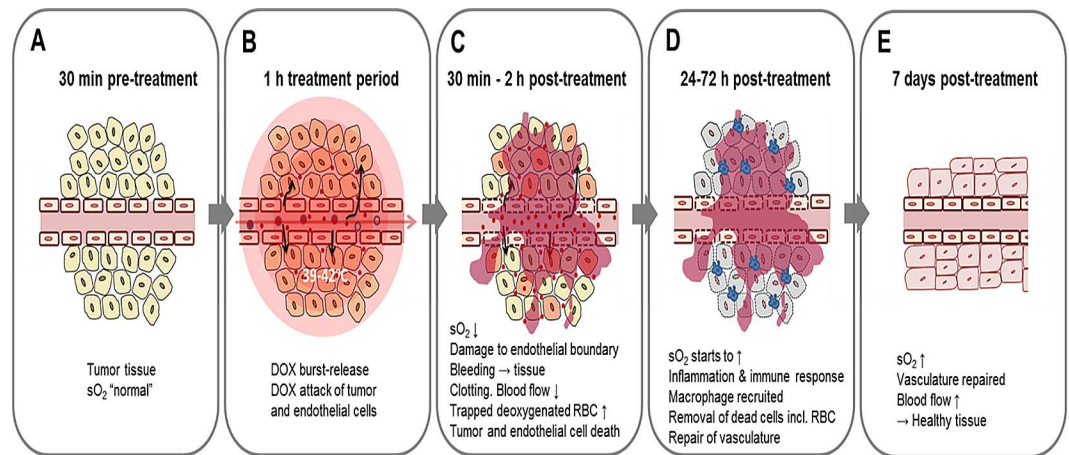 A
30 min pre-treatment
Tumor tissue
sO₂ “normal”
B
1 h treatment period
39-42°C
DOX burst-release
DOX attack of tumor
and endothelial cells
C
30 min - 2 h post-treatment
sO₂ ↓
Damage to endothelial boundary
Bleeding → tissue
Clotting. Blood flow ↓
Trapped deoxygenated RBC ↑
Tumor and endothelial cell death
D
24-72 h post-treatment
sO₂ starts to ↑
Inflammation & immune response
Macrophage recruited
Removal of dead cells incl. RBC
Repair of vasculature
E
7 days post-treatment
sO₂ ↑
Vasculature repaired
Blood flow ↑
→ Healthy tissue